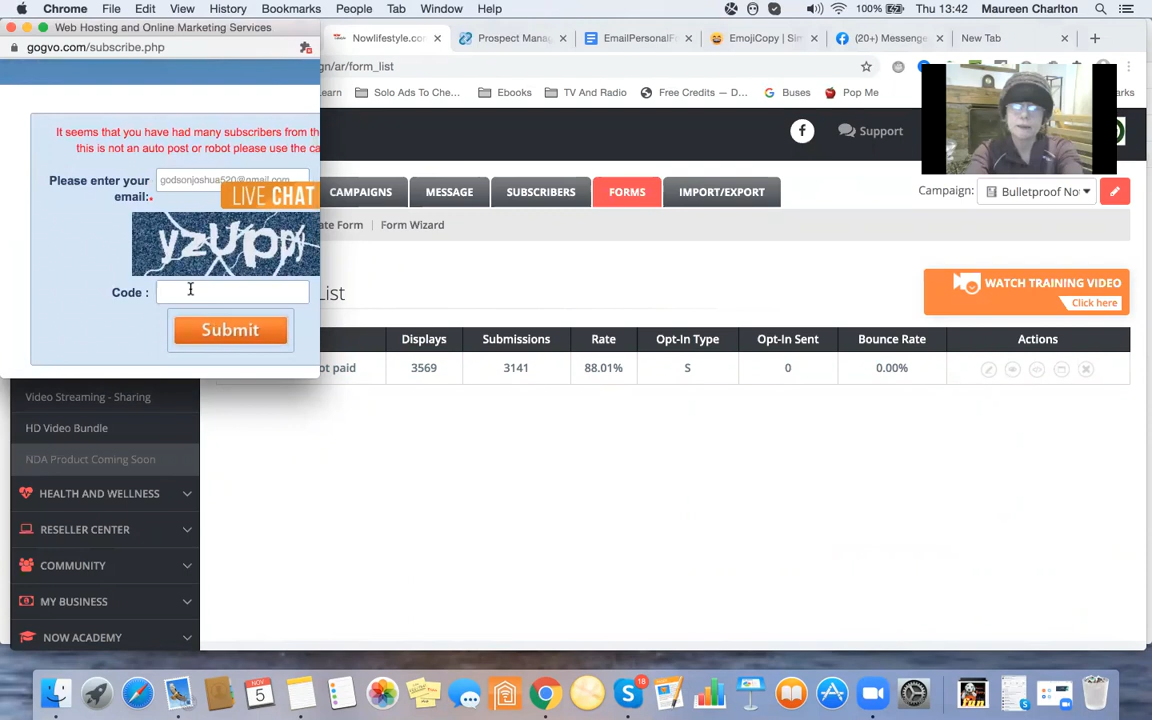 Chrome File Edit View History Bookmarks People Tab Window Help 100% Thu 13:42 Maureen Charlton
Web Hosting and Online Marketing Services
gogvo.com/subscribe.php
Nowlifestyle.co Prospect Mana EmailPersonalF EmojiCopy | Sim (20+) Messenge New Tab
gn/ar/form_list
Solo Ads To Che... Ebooks TV And Radio Free Credits – D... Buses Pop Me
Support
It seems that you have had many subscribers from th
this is not an auto post or robot please use the ca
Please enter your
email:
godsonjoshua520@gmail.com
LIVE CHAT
Code :
Submit
CAMPAIGNS MESSAGE SUBSCRIBERS FORMS IMPORT/EXPORT
Campaign: Bulletproof No
ate Form | Form Wizard
List
WATCH TRAINING VIDEO
Click here
Displays Submissions Rate Opt-In Type Opt-In Sent Bounce Rate Actions
ot paid 3569 3141 88.01% S 0 0.00%
Video Streaming - Sharing
HD Video Bundle
NDA Product Coming Soon
HEALTH AND WELLNESS
RESELLER CENTER
COMMUNITY
MY BUSINESS
NOW ACADEMY
NOV
5
18